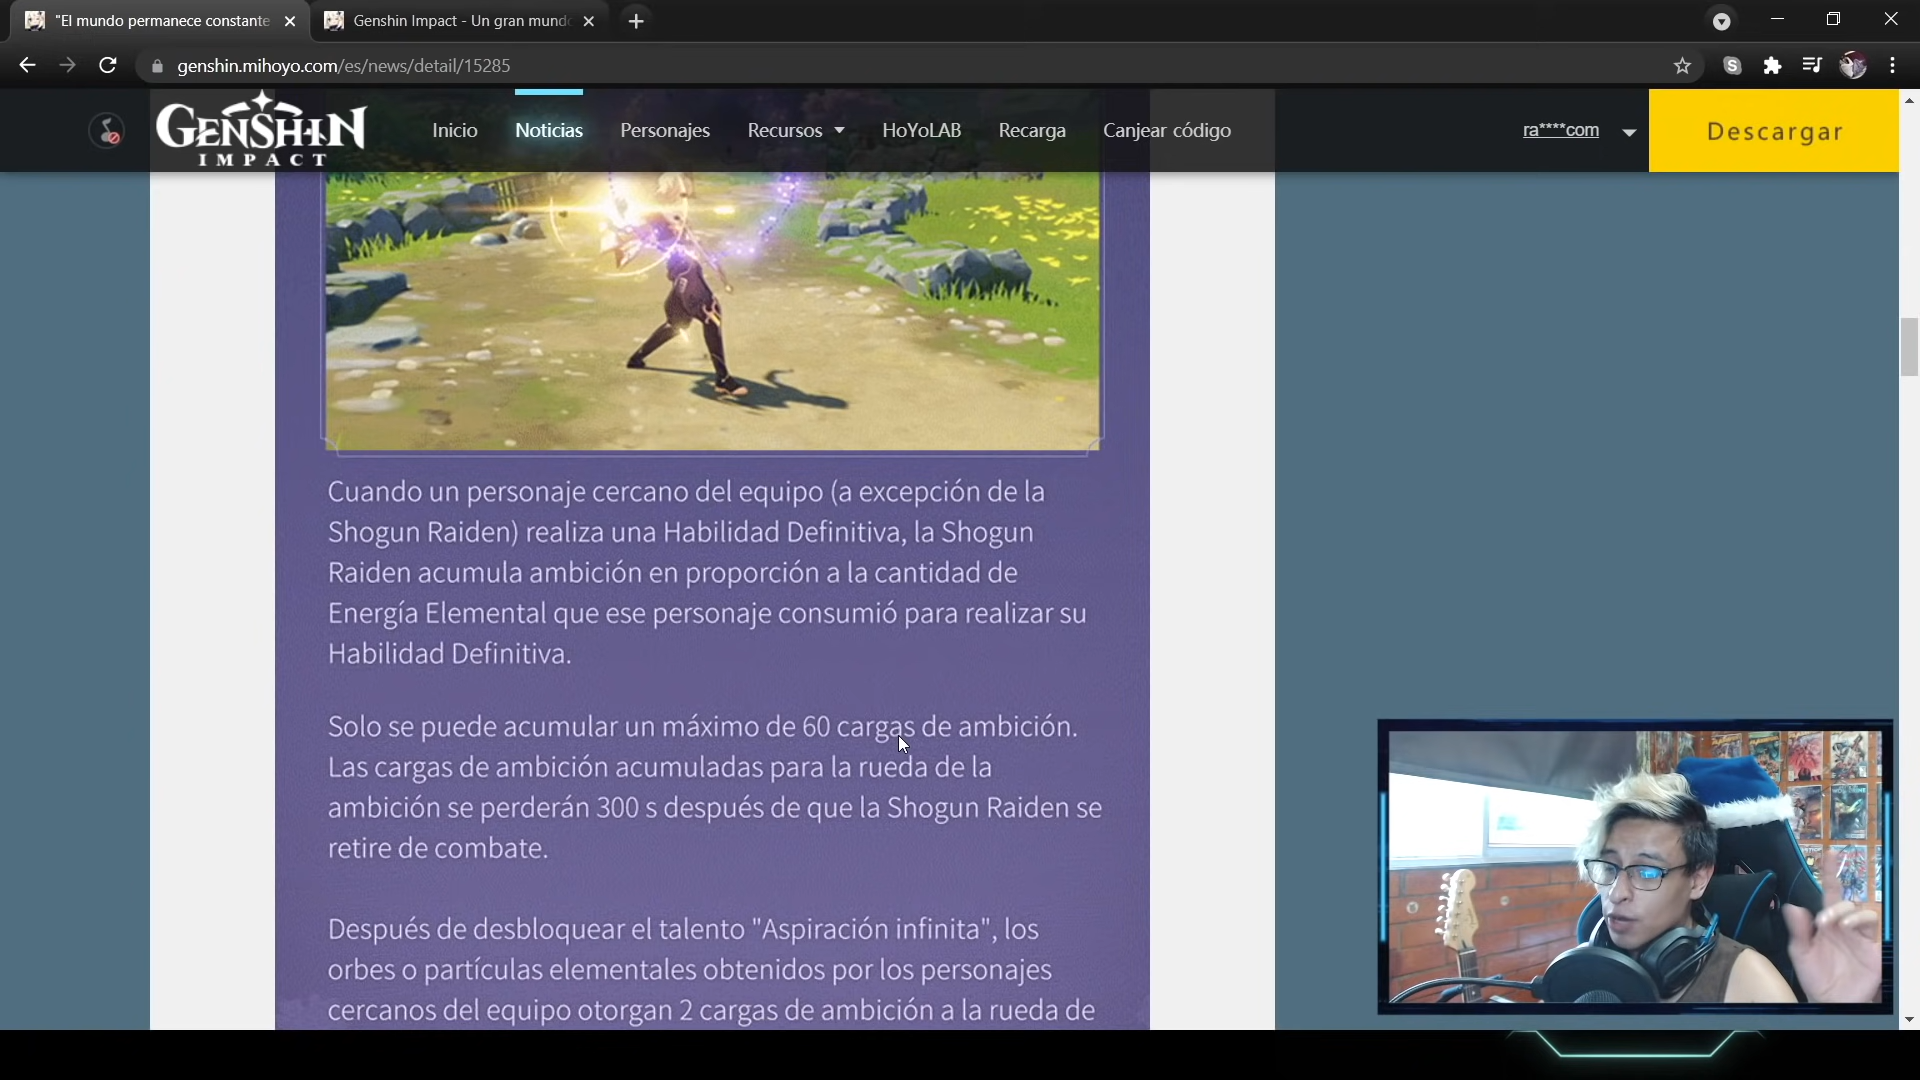 "El mundo permanece constante
Genshin Impact - Un gran mundo
genshin.mihoyo.com/es/news/detail/15285
GENSHIN
IMPACT
Inicio
Noticias
Personajes
Recursos
HoYoLAB
Recarga
Canjear código
ra****com
Descargar
Cuando un personaje cercano del equipo (a excepción de la
Shogun Raiden) realiza una Habilidad Definitiva, la Shogun
Raiden acumula ambición en proporción a la cantidad de
Energía Elemental que ese personaje consumió para realizar su
Habilidad Definitiva.
Solo se puede acumular un máximo de 60 cargas de ambición.
Las cargas de ambición acumuladas para la rueda de la
ambición se perderán 300 s después de que la Shogun Raiden se
retire de combate.
Después de desbloquear el talento "Aspiración infinita", los
orbes o partículas elementales obtenidos por los personajes
cercanos del equipo otorgan 2 cargas de ambición a la rueda de